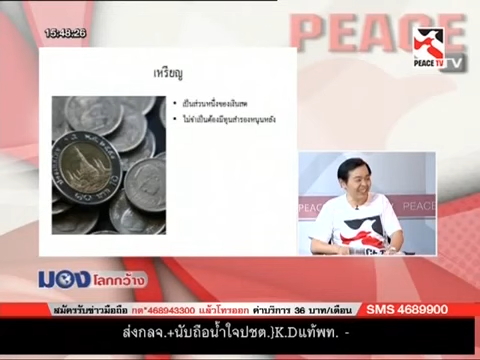 15:48:26
PEACE
TV
PEACE TV
เหรียญ
• เป็นส่วนหนึ่งของเงินสด
• ไม่จำเป็นต้องมีทุนสำรองหนุนหลัง
PEACE
PEACE
มองโลกกว้าง
สมัครรับข่าวมือถือ กด*468943300 แล้วโทรออก ค่าบริการ 36 บาท/เดือน SMS 4689900
ส่งกลจ.+นับถือน้ำใจปชต.}K.Dแท้พท. -